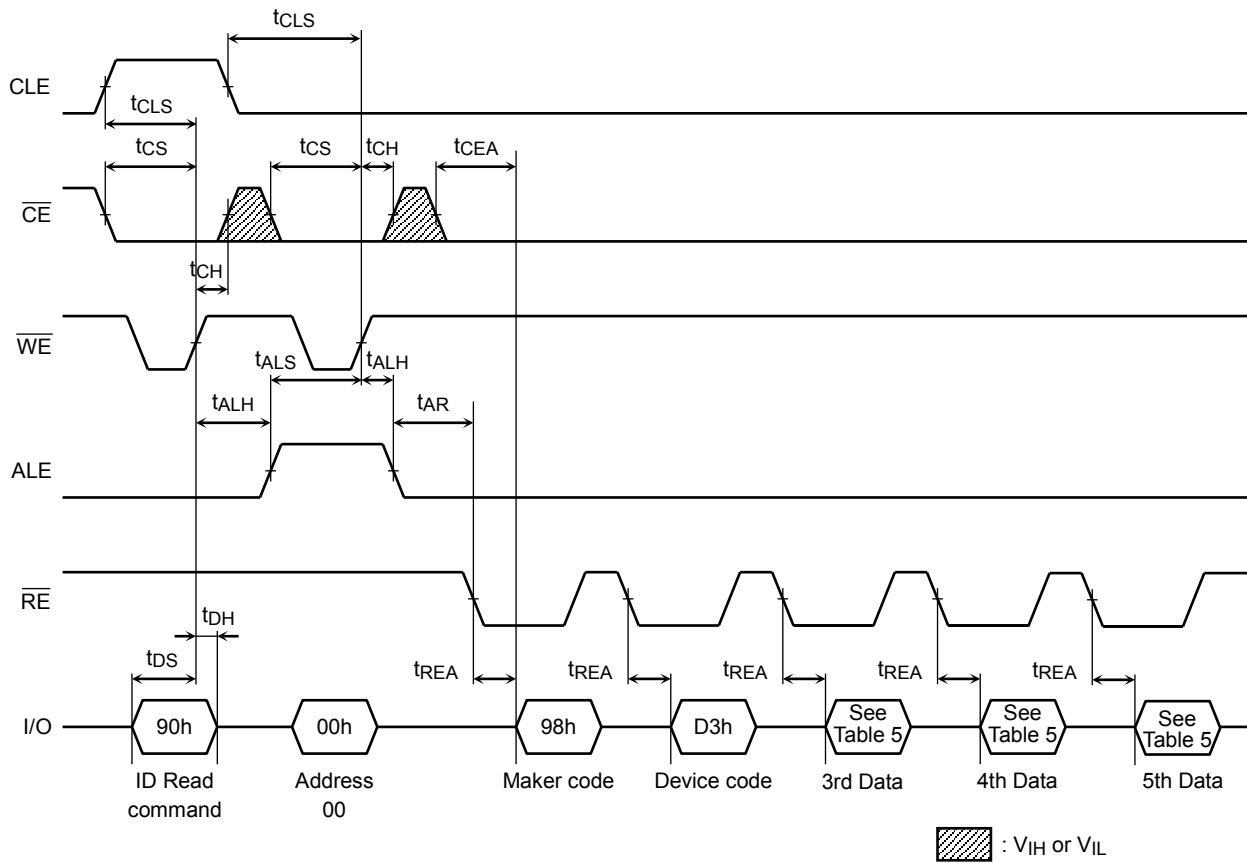 tCLS
CLE
tCLS
tCS
tCS
tCH
tCEA
CE
tCH
WE
tALS
tALH
tALH
tAR
ALE
RE
tDH
tDS
tREA
tREA
tREA
tREA
tREA
I/O
90h
00h
98h
D3h
See
Table 5
See
Table 5
See
Table 5
ID Read
command
Address
00
Maker code
Device code
3rd Data
4th Data
5th Data
: VIH or VIL